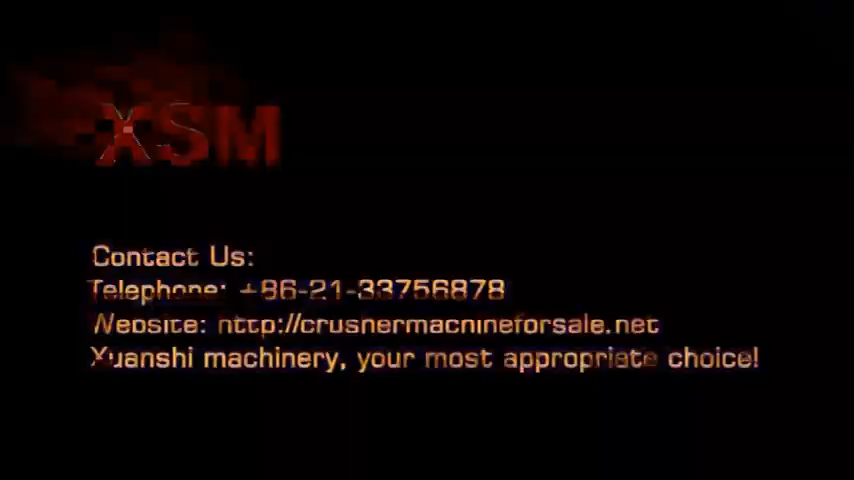 XSM
Contact Us:
Telephone: +86-21-33756878
Website: http://crushermachineforsale.net
Xuanshi machinery, your most appropriate choice!